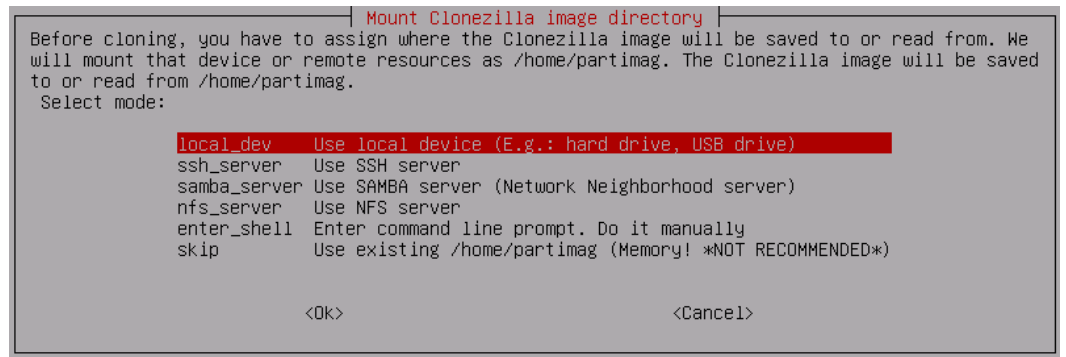 Mount Clonezilla image directory
Before cloning, you have to assign where the Clonezilla image will be saved to or read from. We
will mount that device or remote resources as /home/partimag. The Clonezilla image will be saved
to or read from /home/partimag.
Select mode:
local_dev Use local device (E.g.: hard drive, USB drive)
ssh_server Use SSH server
samba_server Use SAMBA server (Network Neighborhood server)
nfs_server Use NFS server
enter_shell Enter command line prompt. Do it manually
skip Use existing /home/partimag (Memory! *NOT RECOMMENDED*)
<Ok> <Cancel>